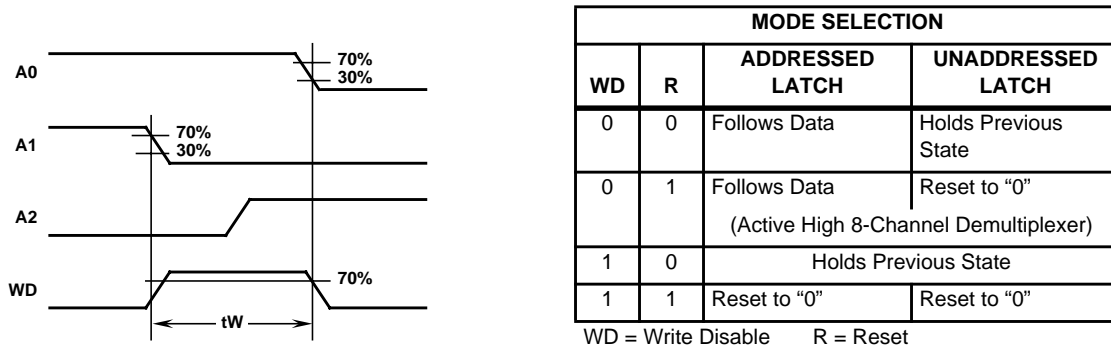 A0
70%
30%
A1
70%
30%
A2
WD
70%
tW
MODE SELECTION
WD
R
ADDRESSED
LATCH
UNADDRESSED
LATCH
0
0
Follows Data
Holds Previous
State
0
1
Follows Data
Reset to “0”
(Active High 8-Channel Demultiplexer)
1
0
Holds Previous State
1
1
Reset to “0”
Reset to “0”
WD = Write Disable R = Reset